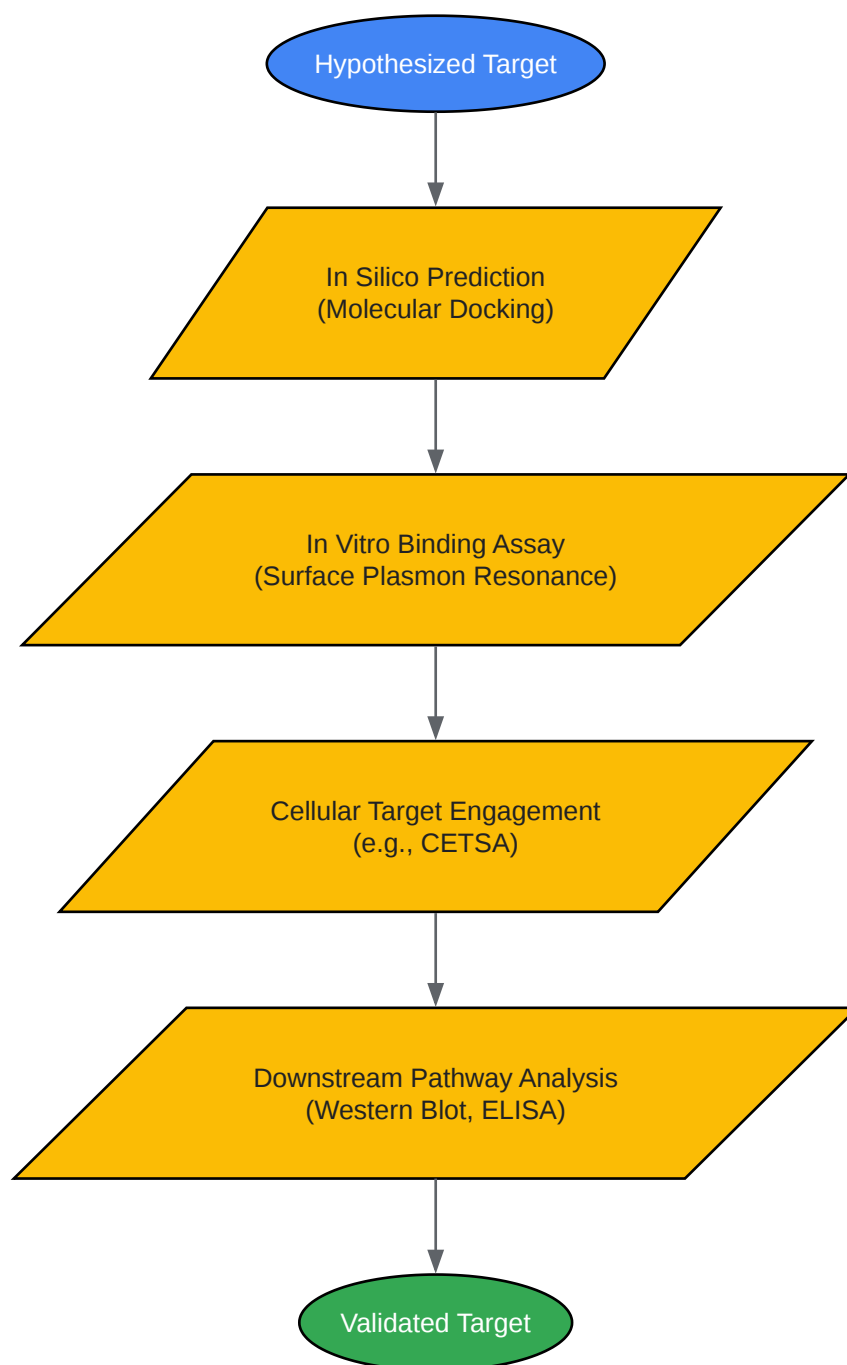 Hypothesized Target
In Silico Prediction
(Molecular Docking)
In Vitro Binding Assay
(Surface Plasmon Resonance)
Cellular Target Engagement
(e.g., CETSA)
Downstream Pathway Analysis
(Western Blot, ELISA)
Validated Target